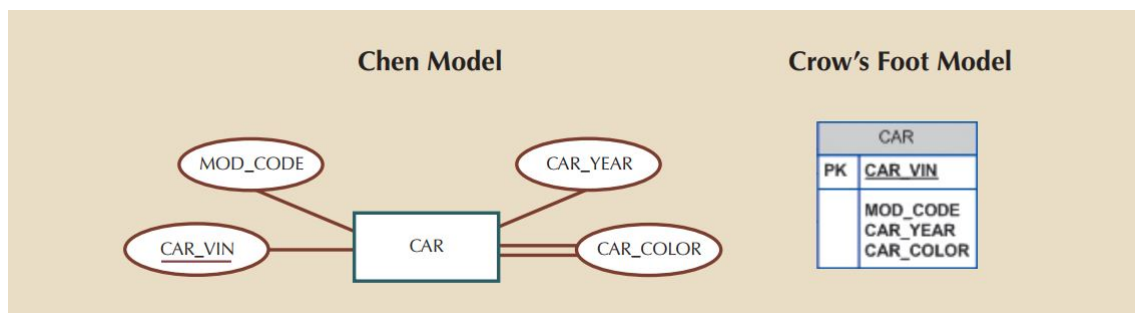 Chen Model
Crow's Foot Model
MOD_CODE
CAR_YEAR
CAR_VIN
CAR
CAR_COLOR
CAR
PK CAR_VIN
MOD_CODE
CAR_YEAR
CAR_COLOR